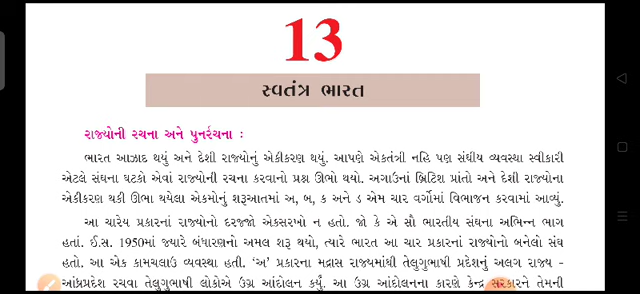 13
સ્વતંત્ર ભારત
રાજ્યોની રચના અને પુનર્રચના :
ભારત આઝાદ થયું અને દેશી રાજ્યોનું એકીકરણ થયું. આપણે એકતંત્રી નહિ પણ સંઘીય વ્યવસ્થા સ્વીકારી
એટલે સંઘના ઘટકો એવાં રાજ્યોની રચના કરવાનો પ્રશ્ન ઊભો થયો. અગાઉનાં બ્રિટિશ પ્રાંતો અને દેશી રાજ્યોના
એકીકરણ થકી ઊભા થયેલા એકમોનું શરૂઆતમાં અ, બ, ક અને ડ એમ ચાર વર્ગોમાં વિભાજન કરવામાં આવ્યું.
આ ચારેય પ્રકારનાં રાજ્યોનો દરજ્જો એકસરખો ન હતો. જો કે એ સૌ ભારતીય સંઘના અભિન્ન ભાગ
હતાં. ઈ.સ. 1950માં જ્યારે બંધારણનો અમલ શરૂ થયો, ત્યારે ભારત આ ચાર પ્રકારનાં રાજ્યોનો બનેલો સંઘ
હતો. આ એક કામચલાઉ વ્યવસ્થા હતી. ‘અ’ પ્રકારના મદ્રાસ રાજ્યમાંથી તેલુગુભાષી પ્રદેશનું અલગ રાજ્ય -
આંધ્રપ્રદેશ રચવા તેલુગુભાષી લોકોએ ઉગ્ર આંદોલન કર્યું. આ ઉગ્ર આંદોલનના કારણે કેન્દ્ર સરકારને તેમની